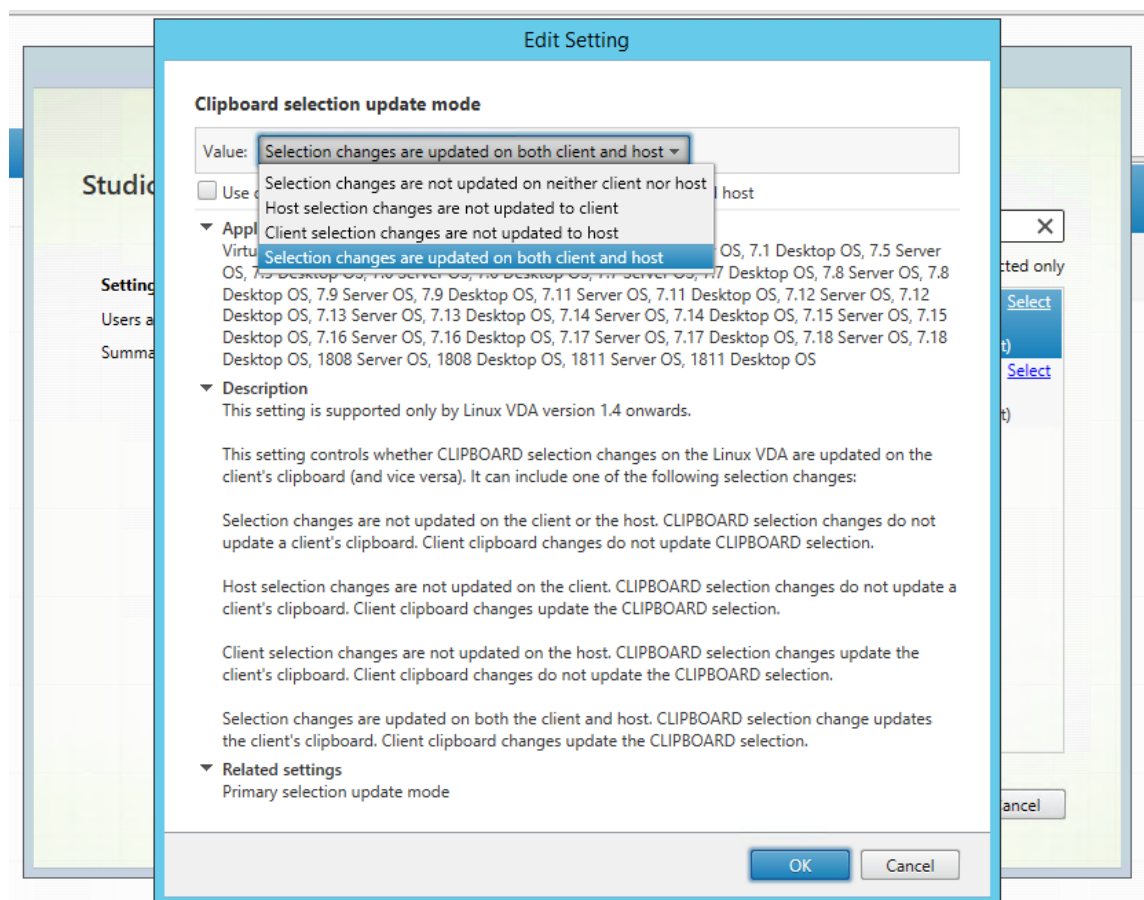 Edit Setting
Clipboard selection update mode
Value: Selection changes are updated on both client and host
Selection changes are not updated on neither client nor host
Host selection changes are not updated to client
Client selection changes are not updated to host
Selection changes are updated on both client and host
Use
host
Virtu
OS, 7.1 Desktop OS, 7.5 Server
OS, 7.5 Desktop OS, 7.6 Server OS, 7.6 Desktop OS, 7.7 Server OS, 7.7 Desktop OS, 7.8 Server OS, 7.8
Desktop OS, 7.9 Server OS, 7.9 Desktop OS, 7.11 Server OS, 7.11 Desktop OS, 7.12 Server OS, 7.12
Desktop OS, 7.13 Server OS, 7.13 Desktop OS, 7.14 Server OS, 7.14 Desktop OS, 7.15 Server OS, 7.15
Desktop OS, 7.16 Server OS, 7.16 Desktop OS, 7.17 Server OS, 7.17 Desktop OS, 7.18 Server OS, 7.18
Desktop OS, 1808 Server OS, 1808 Desktop OS, 1811 Server OS, 1811 Desktop OS
Description
This setting is supported only by Linux VDA version 1.4 onwards.
This setting controls whether CLIPBOARD selection changes on the Linux VDA are updated on the
client's clipboard (and vice versa). It can include one of the following selection changes:
Selection changes are not updated on the client or the host. CLIPBOARD selection changes do not
update a client's clipboard. Client clipboard changes do not update CLIPBOARD selection.
Host selection changes are not updated on the client. CLIPBOARD selection changes do not update a
client's clipboard. Client clipboard changes update the CLIPBOARD selection.
Client selection changes are not updated on the host. CLIPBOARD selection changes update the
client's clipboard. Client clipboard changes do not update the CLIPBOARD selection.
Selection changes are updated on both the client and host. CLIPBOARD selection change updates
the client's clipboard. Client clipboard changes update the CLIPBOARD selection.
Related settings
Primary selection update mode
OK
Cancel
Studio
Setting
Users a
Summa
cted only
Select
t)
Select
t)
ancel